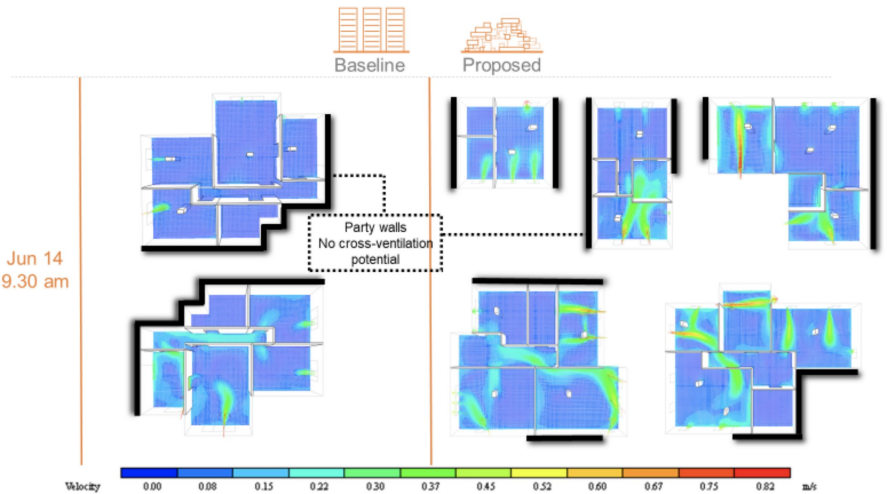 Baseline
Proposed
Party walls
No cross-ventilation
potential
Jun 14
9.30 am
Velocity 0.00 0.08 0.15 0.22 0.30 0.37 0.45 0.52 0.60 0.67 0.75 0.82 m/s